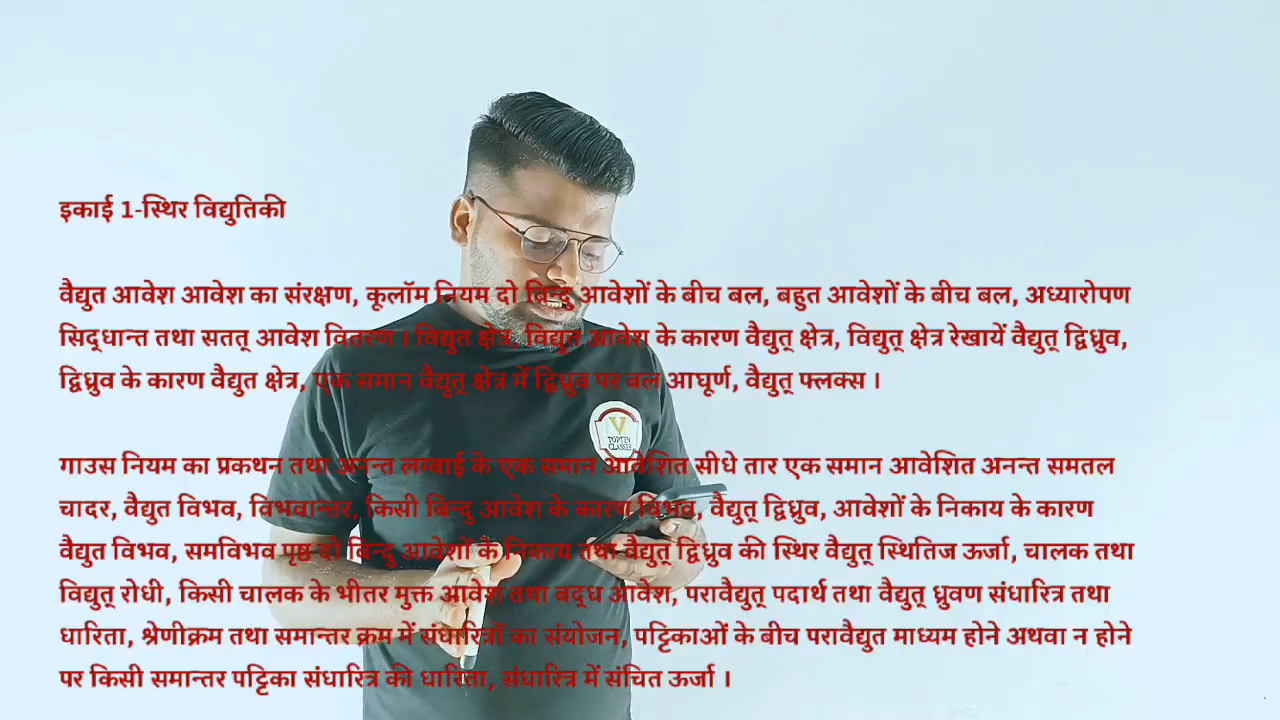 इकाई 1-स्थिर विद्युतिकी
वैद्युत आवेश आवेश का संरक्षण, कूलॉम नियम दो बिन्दु आवेशों के बीच बल, बहुत आवेशों के बीच बल, अध्यारोपण
सिद्धान्त तथा सतत् आवेश वितरण । विद्युत क्षेत्र, विद्युत आवेश के कारण वैद्युत् क्षेत्र, विद्युत् क्षेत्र रेखायें वैद्युत् द्विध्रुव,
द्विध्रुव के कारण वैद्युत क्षेत्र, एक समान वैद्युत् क्षेत्र में द्विध्रुव पर बल आघूर्ण, वैद्युत् फ्लक्स ।
V
TOPTEN
CLASSES
गाउस नियम का प्रकथन तथा अनन्त लम्बाई के एक समान आवेशित सीधे तार एक समान आवेशित अनन्त समतल
चादर, वैद्युत विभव, विभवान्तर, किसी बिन्दु आवेश के कारण विभव, वैद्युत् द्विध्रुव, आवेशों के निकाय के कारण
वैद्युत विभव, समविभव पृष्ठ दो बिन्दु आवेशों के निकाय तथा वैद्युत् द्विध्रुव की स्थिर वैद्युत् स्थितिज ऊर्जा, चालक तथा
विद्युत् रोधी, किसी चालक के भीतर मुक्त आवेश तथा बद्ध आवेश, परावैद्युत् पदार्थ तथा वैद्युत् ध्रुवण संधारित्र तथा
धारिता, श्रेणीक्रम तथा समान्तर क्रम में संधारित्रों का संयोजन, पट्टिकाओं के बीच परावैद्युत माध्यम होने अथवा न होने
पर किसी समान्तर पट्टिका संधारित्र की धारिता, संधारित्र में संचित ऊर्जा ।